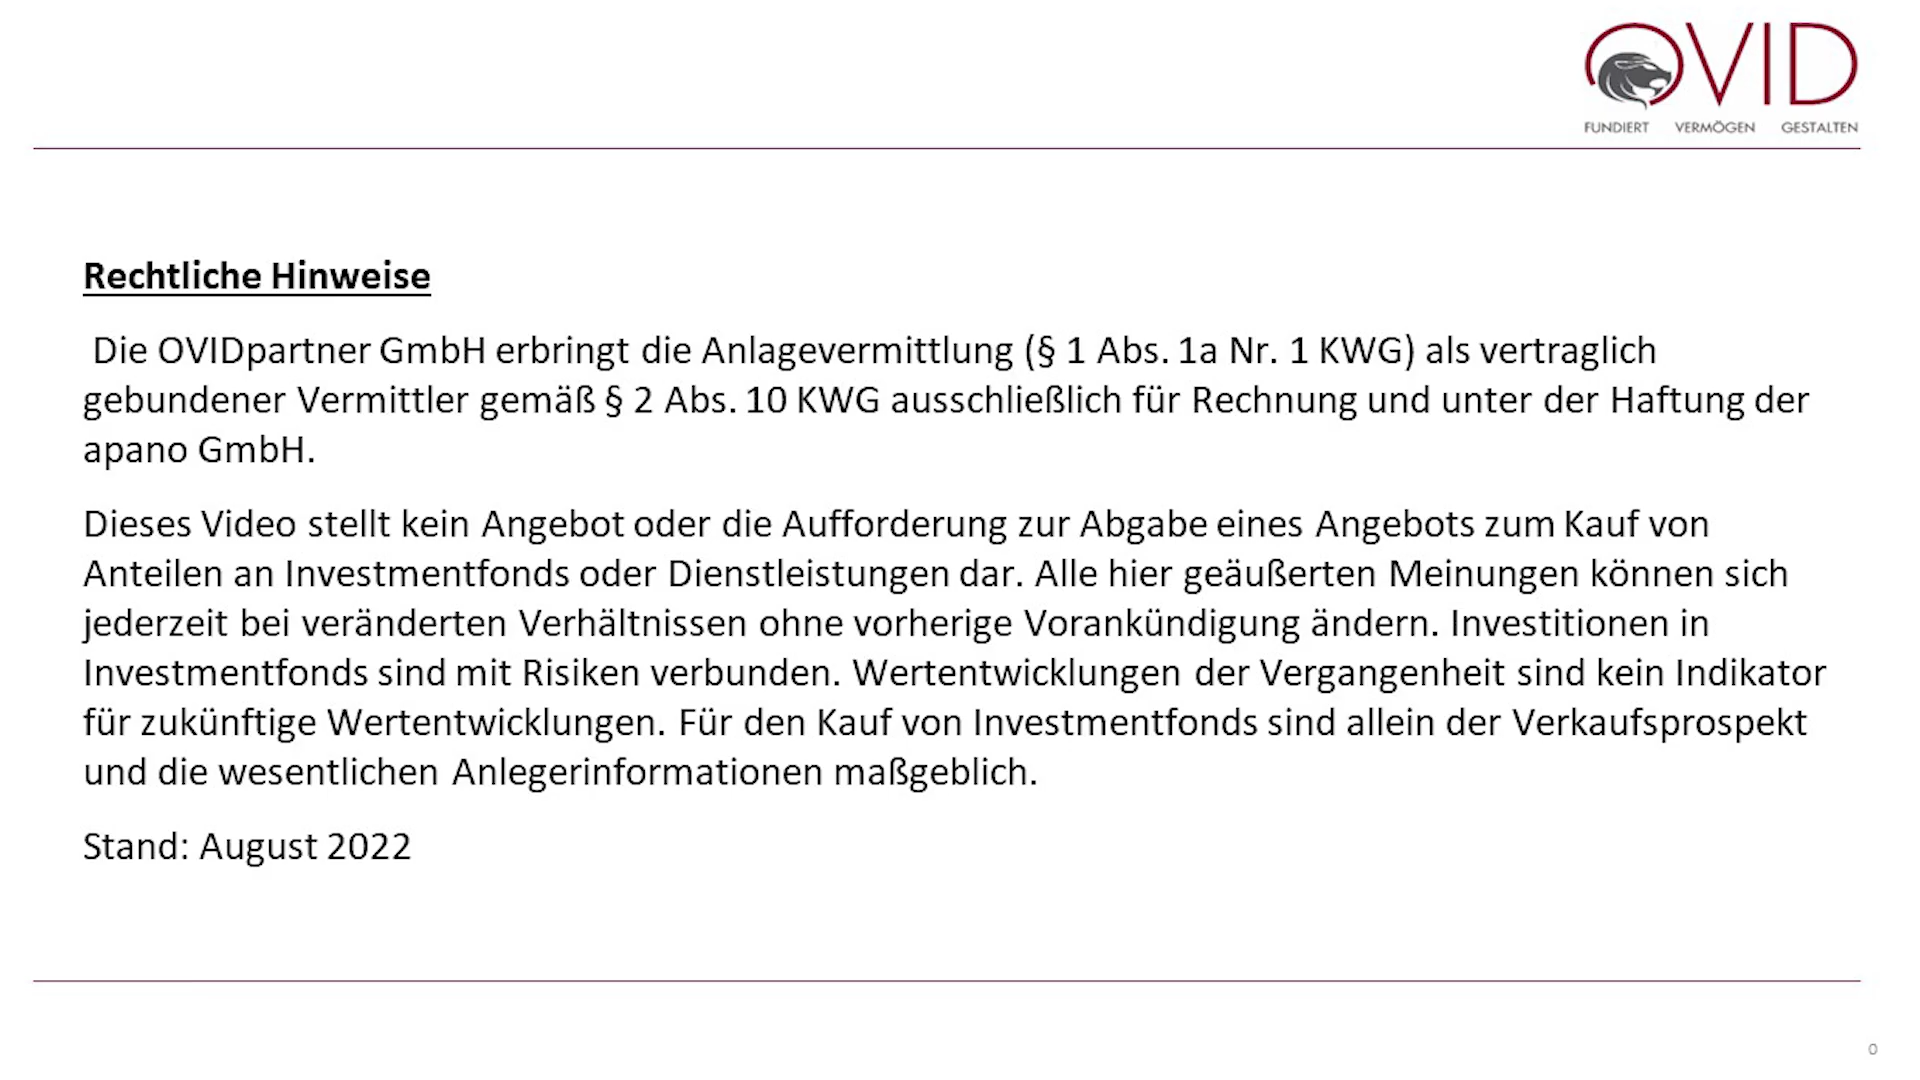 OVID
FUNDIERT VERMÖGEN GESTALTEN
Rechtliche Hinweise
Die OVIDpartner GmbH erbringt die Anlagevermittlung (§ 1 Abs. 1a Nr. 1 KWG) als vertraglich
gebundener Vermittler gemäß § 2 Abs. 10 KWG ausschließlich für Rechnung und unter der Haftung der
apano GmbH.
Dieses Video stellt kein Angebot oder die Aufforderung zur Abgabe eines Angebots zum Kauf von
Anteilen an Investmentfonds oder Dienstleistungen dar. Alle hier geäußerten Meinungen können sich
jederzeit bei veränderten Verhältnissen ohne vorherige Vorankündigung ändern. Investitionen in
Investmentfonds sind mit Risiken verbunden. Wertentwicklungen der Vergangenheit sind kein Indikator
für zukünftige Wertentwicklungen. Für den Kauf von Investmentfonds sind allein der Verkaufsprospekt
und die wesentlichen Anlegerinformationen maßgeblich.
Stand: August 2022
0